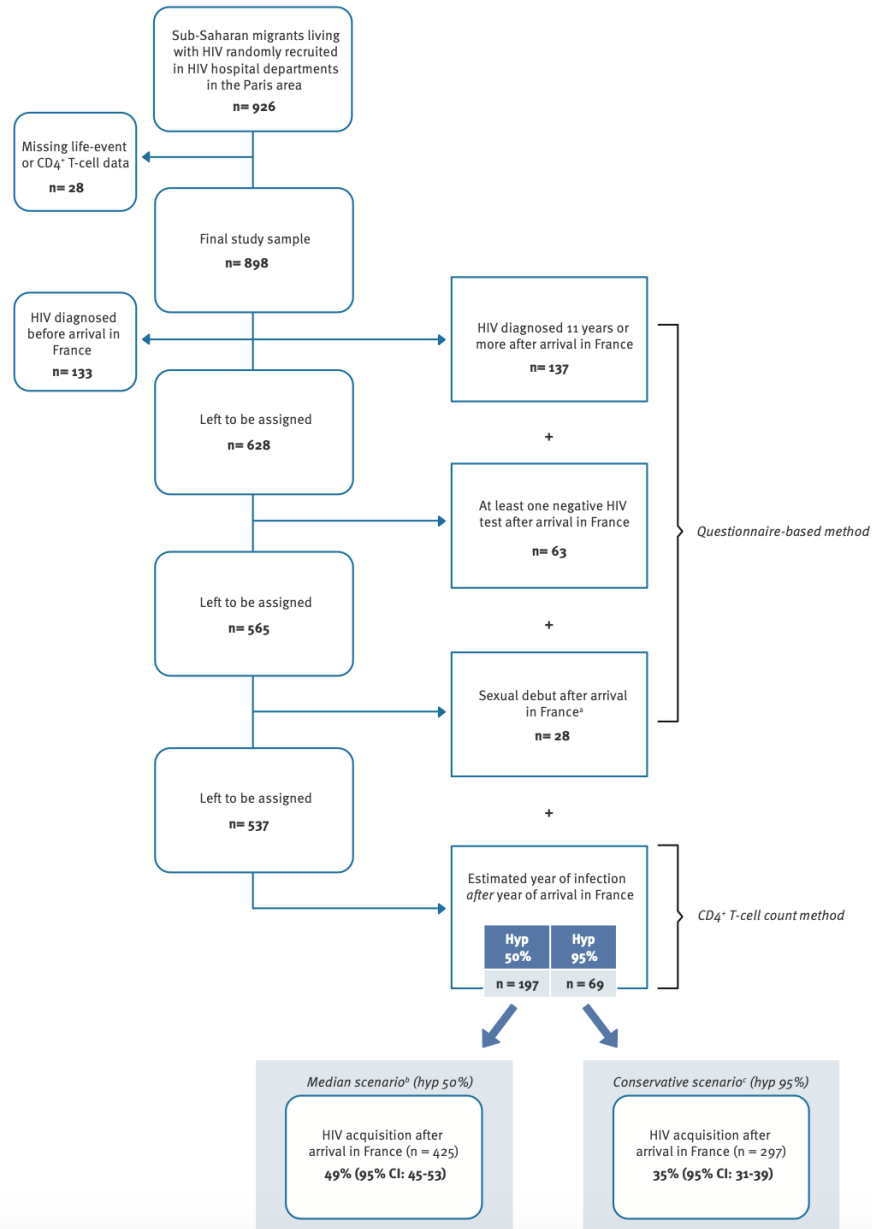 Sub-Saharan migrants living
with HIV randomly recruited
in HIV hospital departments
in the Paris area
n= 926
Missing life-event
or CD4⁺ T-cell data
n= 28
Final study sample
n= 898
HIV diagnosed
before arrival in
France
n= 133
HIV diagnosed 11 years or
more after arrival in France
n= 137
Left to be assigned
n= 628
+
At least one negative HIV
test after arrival in France
n= 63
Questionnaire-based method
Left to be assigned
n= 565
+
Sexual debut after arrival
in Franceᵃ
n= 28
Left to be assigned
n= 537
+
Estimated year of infection
after year of arrival in France
CD4⁺ T-cell count method
Hyp
50%
Hyp
95%
n = 197
n = 69
Median scenarioᵇ (hyp 50%)
HIV acquisition after
arrival in France (n = 425)
49% (95% CI: 45-53)
Conservative scenarioᶜ (hyp 95%)
HIV acquisition after
arrival in France (n = 297)
35% (95% CI: 31-39)